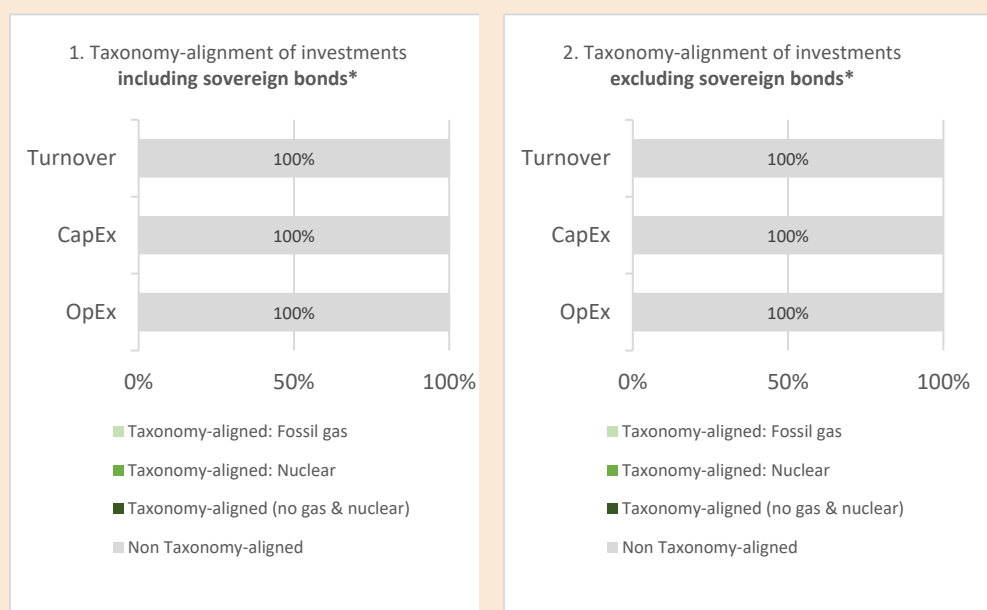 1. Taxonomy-alignment of investments
including sovereign bonds*
Turnover
100%
CapEx
100%
OpEx
100%
0%
50%
100%
Taxonomy-aligned: Fossil gas
Taxonomy-aligned: Nuclear
Taxonomy-aligned (no gas & nuclear)
Non Taxonomy-aligned
2. Taxonomy-alignment of investments
excluding sovereign bonds*
Turnover
100%
CapEx
100%
OpEx
100%
0%
50%
100%
Taxonomy-aligned: Fossil gas
Taxonomy-aligned: Nuclear
Taxonomy-aligned (no gas & nuclear)
Non Taxonomy-aligned